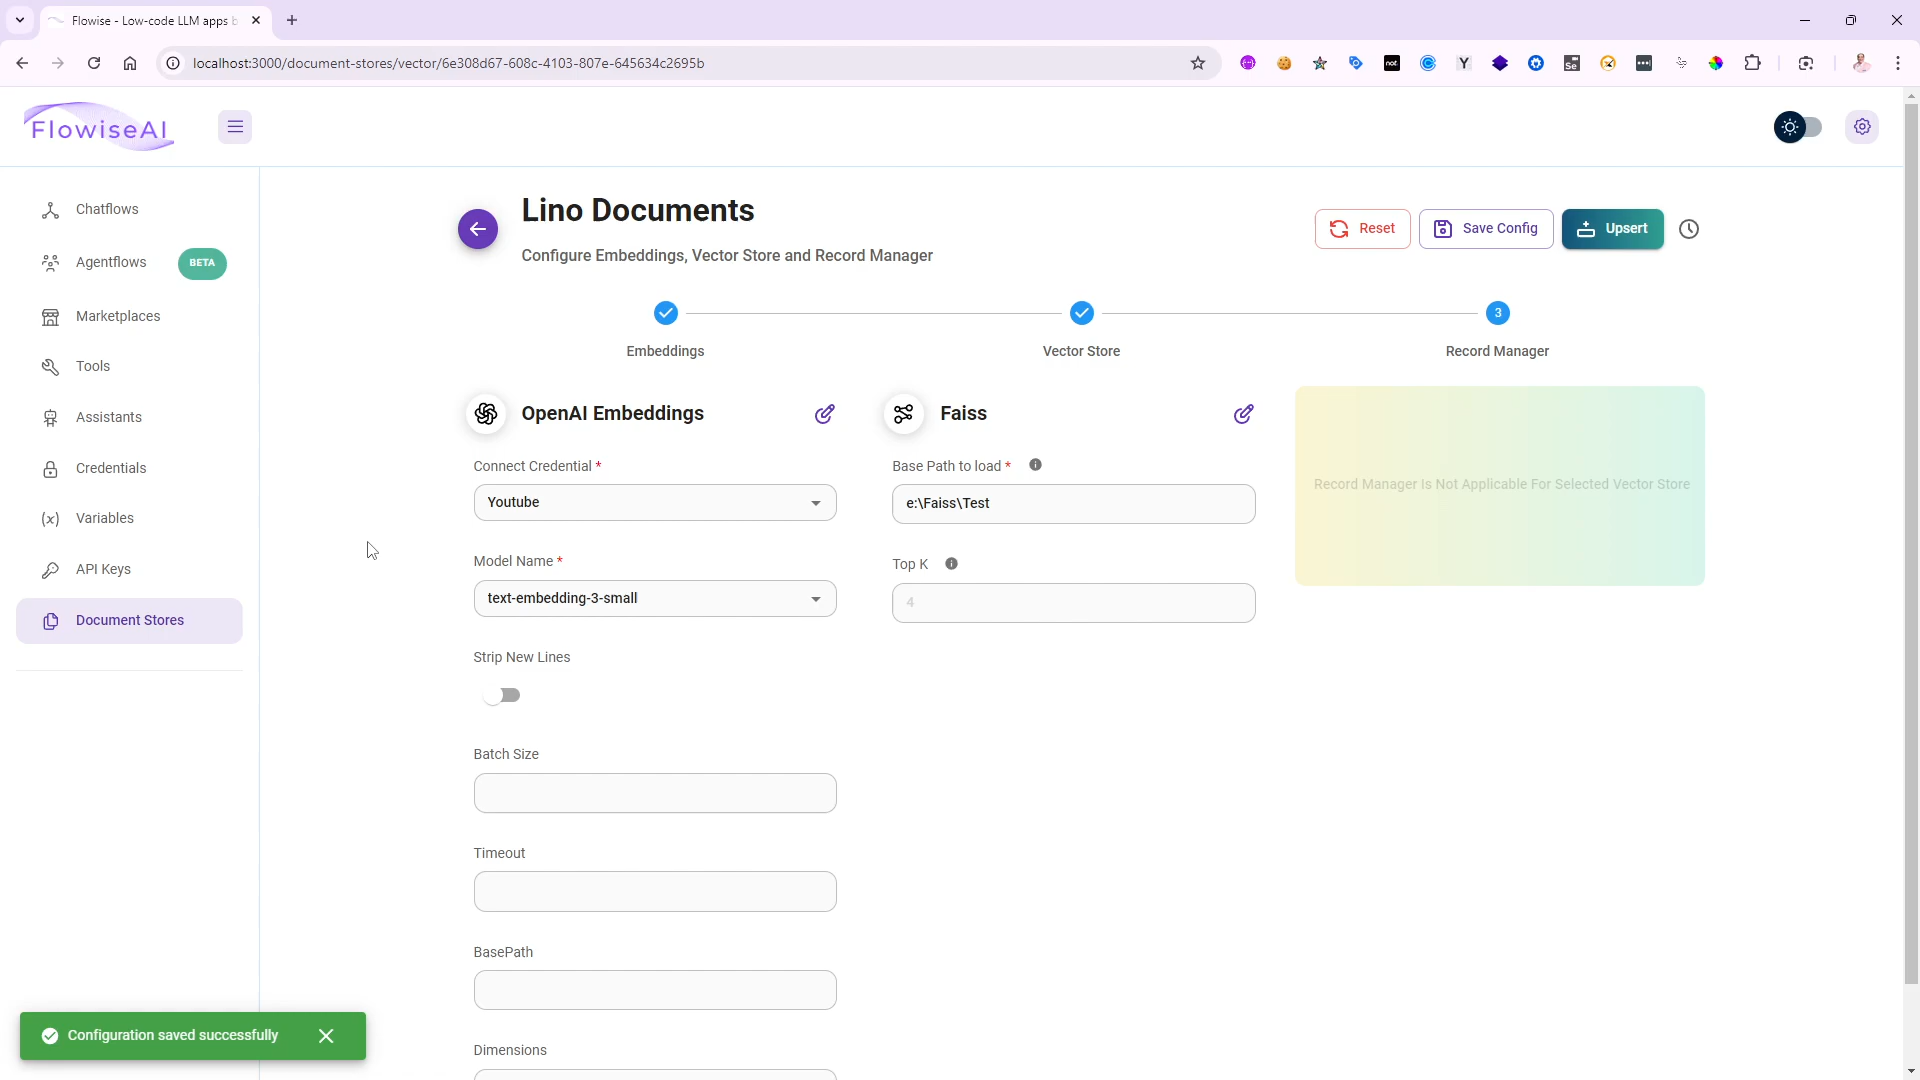 Flowise - Low-code LLM apps b
localhost:3000/document-stores/vector/6e308d67-608c-4103-807e-645634c2695b
not
Y
Se
FlowiseAI
Chatflows
Agentflows
BETA
Marketplaces
Tools
Assistants
Credentials
(x) Variables
API Keys
Document Stores
Lino Documents
Configure Embeddings, Vector Store and Record Manager
Reset
Save Config
Upsert
3
Embeddings
Vector Store
Record Manager
OpenAI Embeddings
Connect Credential *
Youtube
Model Name *
text-embedding-3-small
Strip New Lines
Batch Size
Timeout
BasePath
Dimensions
Faiss
Base Path to load *
e:\Faiss\Test
Top K
4
Record Manager Is Not Applicable For Selected Vector Store
Configuration saved successfully